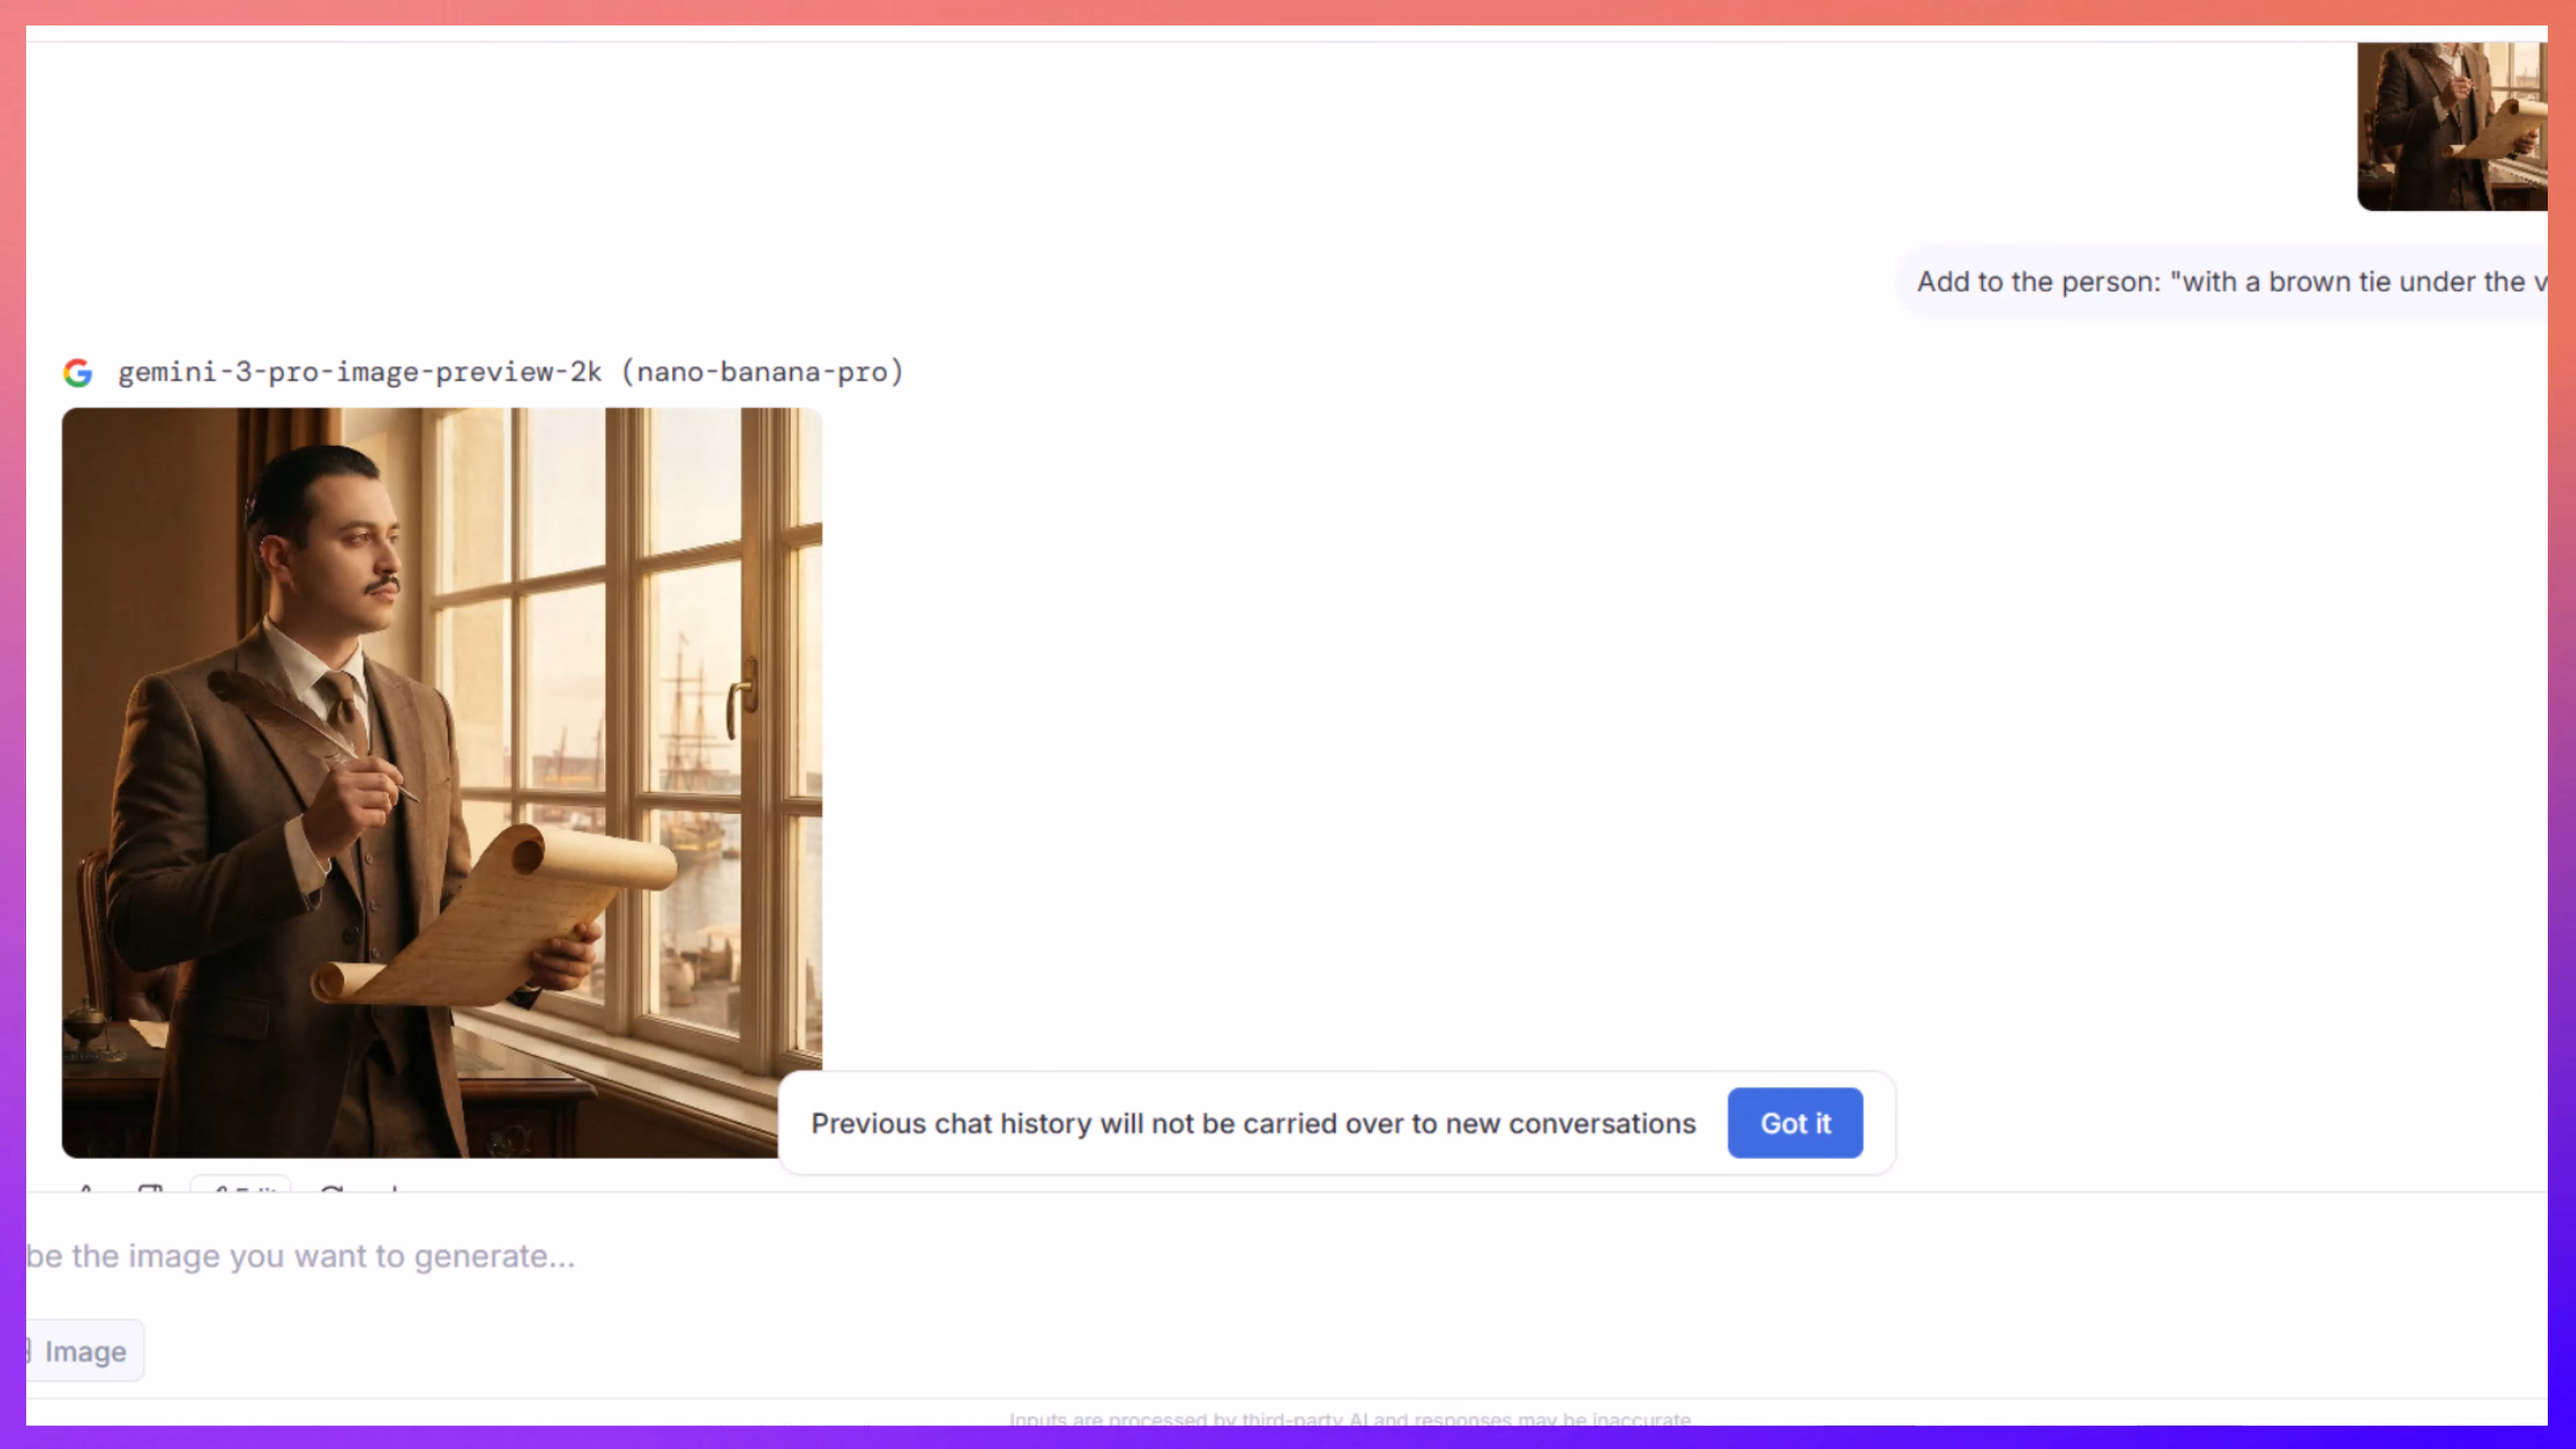 Add to the person: "with a brown tie under the
gemini-3-pro-image-preview-2k (nano-banana-pro)
Previous chat history will not be carried over to new conversations
Got it
Edit
be the image you want to generate...
Image
Inputs are processed by third-party AI and responses may be inaccurate